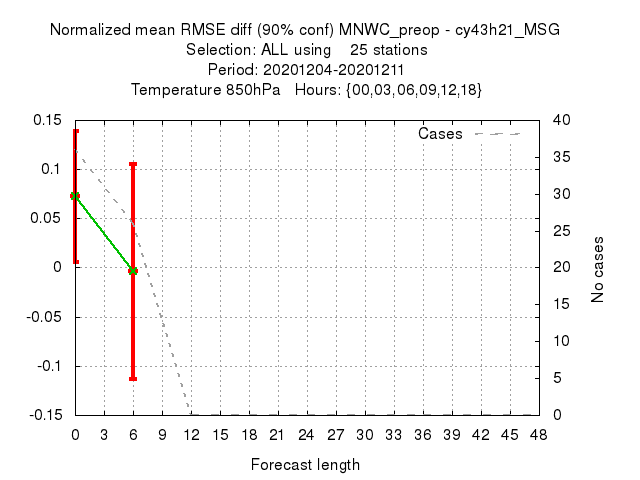 Normalized mean RMSE diff (90% conf) MNWC_preop - cy43h21_MSG
Selection: ALL using    25 stations
Period: 20201204-20201211
Temperature 850hPa   Hours: {00,03,06,09,12,18}
Cases
0.15
0.1
0.05
0
-0.05
-0.1
-0.15
40
35
30
25
20
15
10
5
0
No cases
0 3 6 9 12 15 18 21 24 27 30 33 36 39 42 45 48
Forecast length